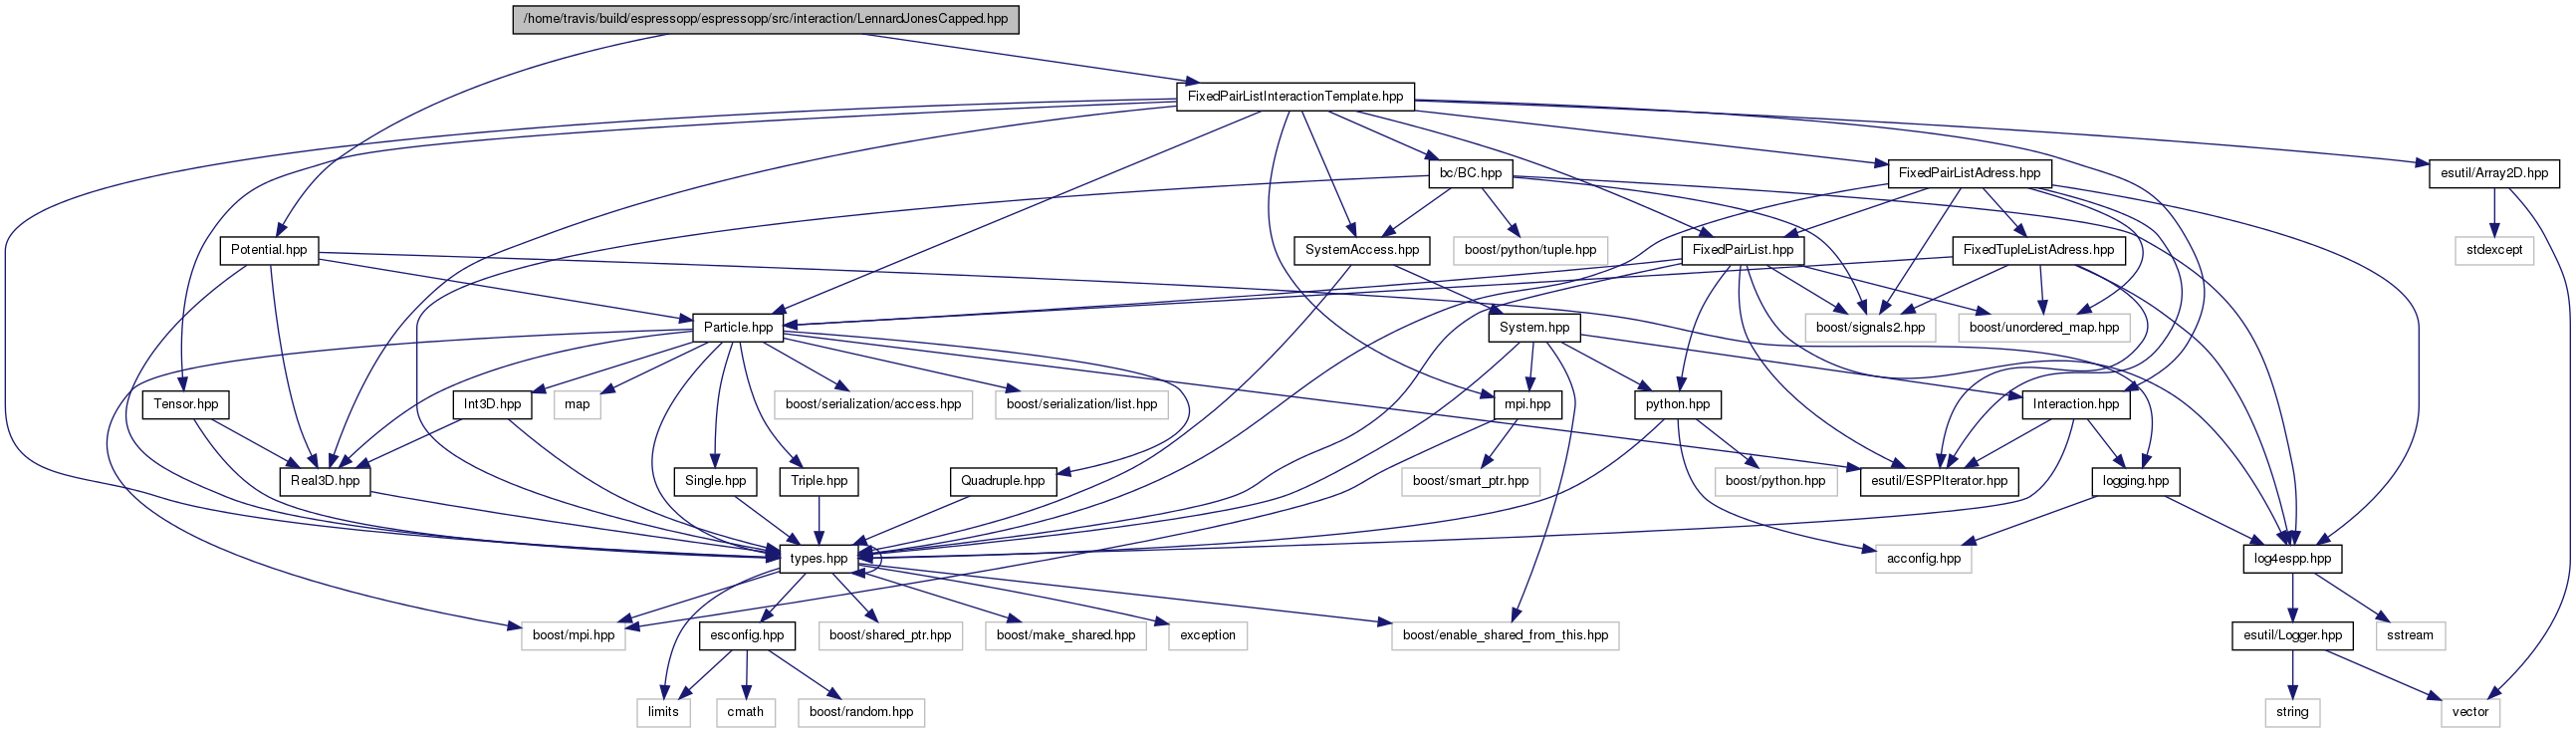 /home/travis/build/espressopp/espressopp/src/interaction/LennardJonesCapped.hpp
FixedPairListInteractionTemplate.hpp
bc/BC.hpp
FixedPairListAdress.hpp
esutil/Array2D.hpp
Potential.hpp
SystemAccess.hpp
boost/python/tuple.hpp
FixedPairList.hpp
FixedTupleListAdress.hpp
stdexcept
Particle.hpp
System.hpp
boost/signals2.hpp
boost/unordered_map.hpp
Tensor.hpp
Int3D.hpp
map
boost/serialization/access.hpp
boost/serialization/list.hpp
mpi.hpp
python.hpp
Interaction.hpp
Real3D.hpp
Single.hpp
Triple.hpp
Quadruple.hpp
boost/smart_ptr.hpp
boost/python.hpp
esutil/ESPPIterator.hpp
logging.hpp
types.hpp
acconfig.hpp
log4espp.hpp
boost/mpi.hpp
esconfig.hpp
boost/shared_ptr.hpp
boost/make_shared.hpp
exception
boost/enable_shared_from_this.hpp
esutil/Logger.hpp
sstream
limits
cmath
boost/random.hpp
string
vector